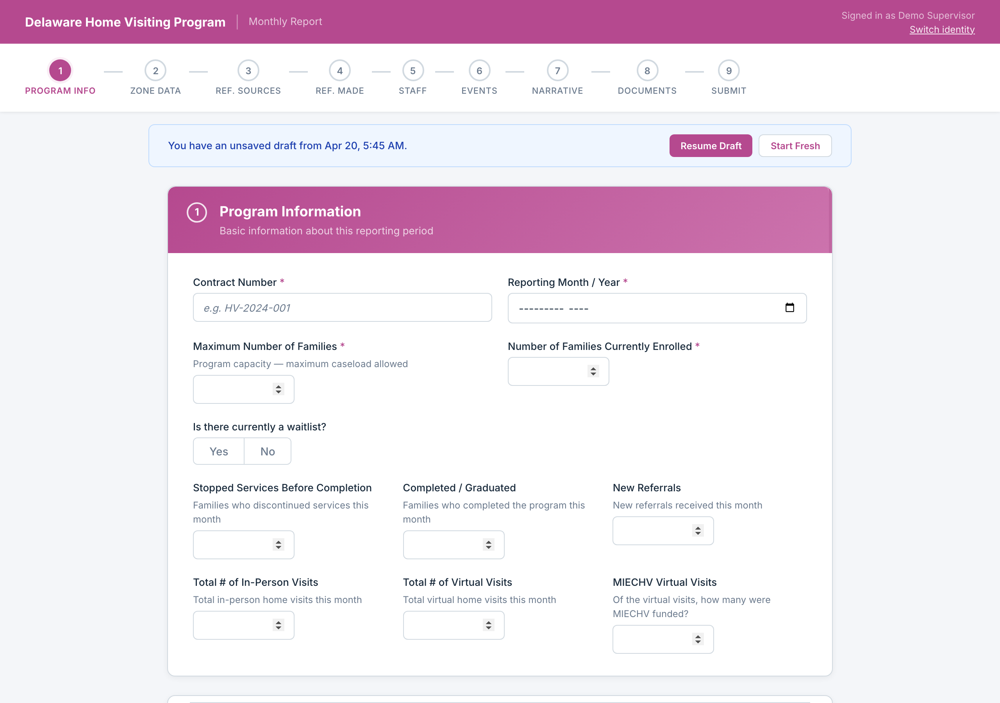 Delaware Home Visiting Program
Monthly Report
Signed in as Demo Supervisor
Switch identity
1
PROGRAM INFO
2
ZONE DATA
3
REF. SOURCES
4
REF. MADE
5
STAFF
6
EVENTS
7
NARRATIVE
8
DOCUMENTS
9
SUBMIT
You have an unsaved draft from Apr 20, 5:45 AM.
Resume Draft
Start Fresh
1
Program Information
Basic information about this reporting period
Contract Number *
e.g. HV-2024-001
Reporting Month / Year *
--------- ----
Maximum Number of Families *
Program capacity — maximum caseload allowed
Number of Families Currently Enrolled *
Is there currently a waitlist?
Yes
No
Stopped Services Before Completion
Families who discontinued services this
month
Completed / Graduated
Families who completed the program this
month
New Referrals
New referrals received this month
Total # of In-Person Visits
Total in-person home visits this month
Total # of Virtual Visits
Total virtual home visits this month
MIECHV Virtual Visits
Of the virtual visits, how many were
MIECHV funded?